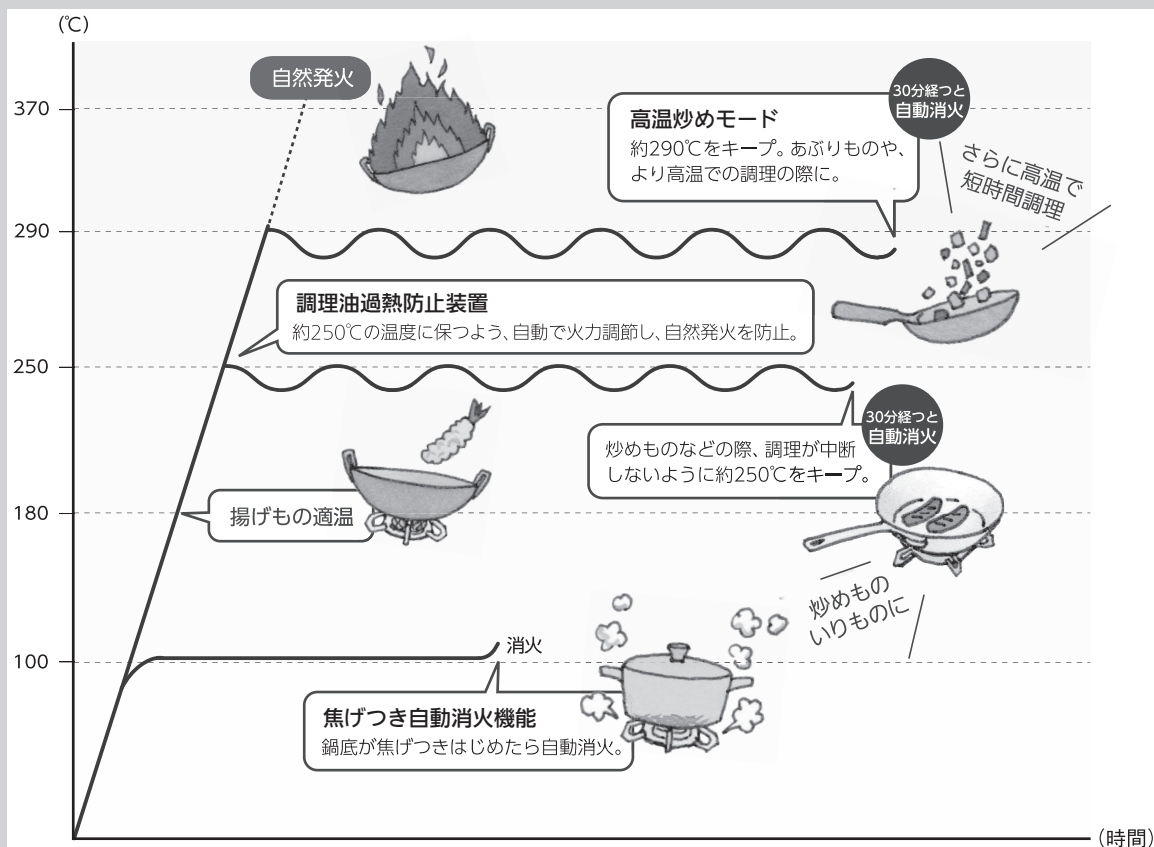 (℃)
自然発火
370
高温炒めモード
約290℃をキープ。あぶりものや、
より高温での調理の際に。
30分経つと
自動消火
さらに高温で
短時間調理
290
調理油過熱防止装置
約250℃の温度に保つよう、自動で火力調節し、自然発火を防止。
250
炒めものなどの際、調理が中断
しないように約250℃をキープ。
30分経つと
自動消火
180
揚げもの適温
炒めもの
いりものに
消火
100
焦げつき自動消火機能
鍋底が焦げつきはじめたら自動消火。
(時間)